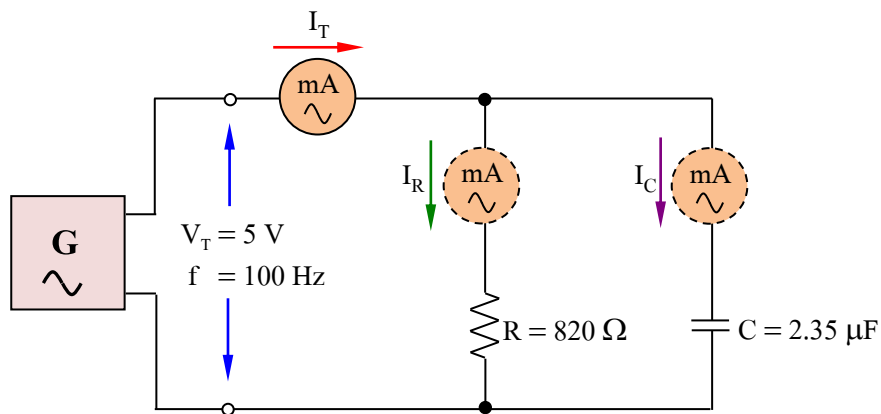 I_T
mA
mA
I_R
mA
I_C
G
V_T = 5 V
f = 100 Hz
R = 820 Ω
C = 2.35 μF